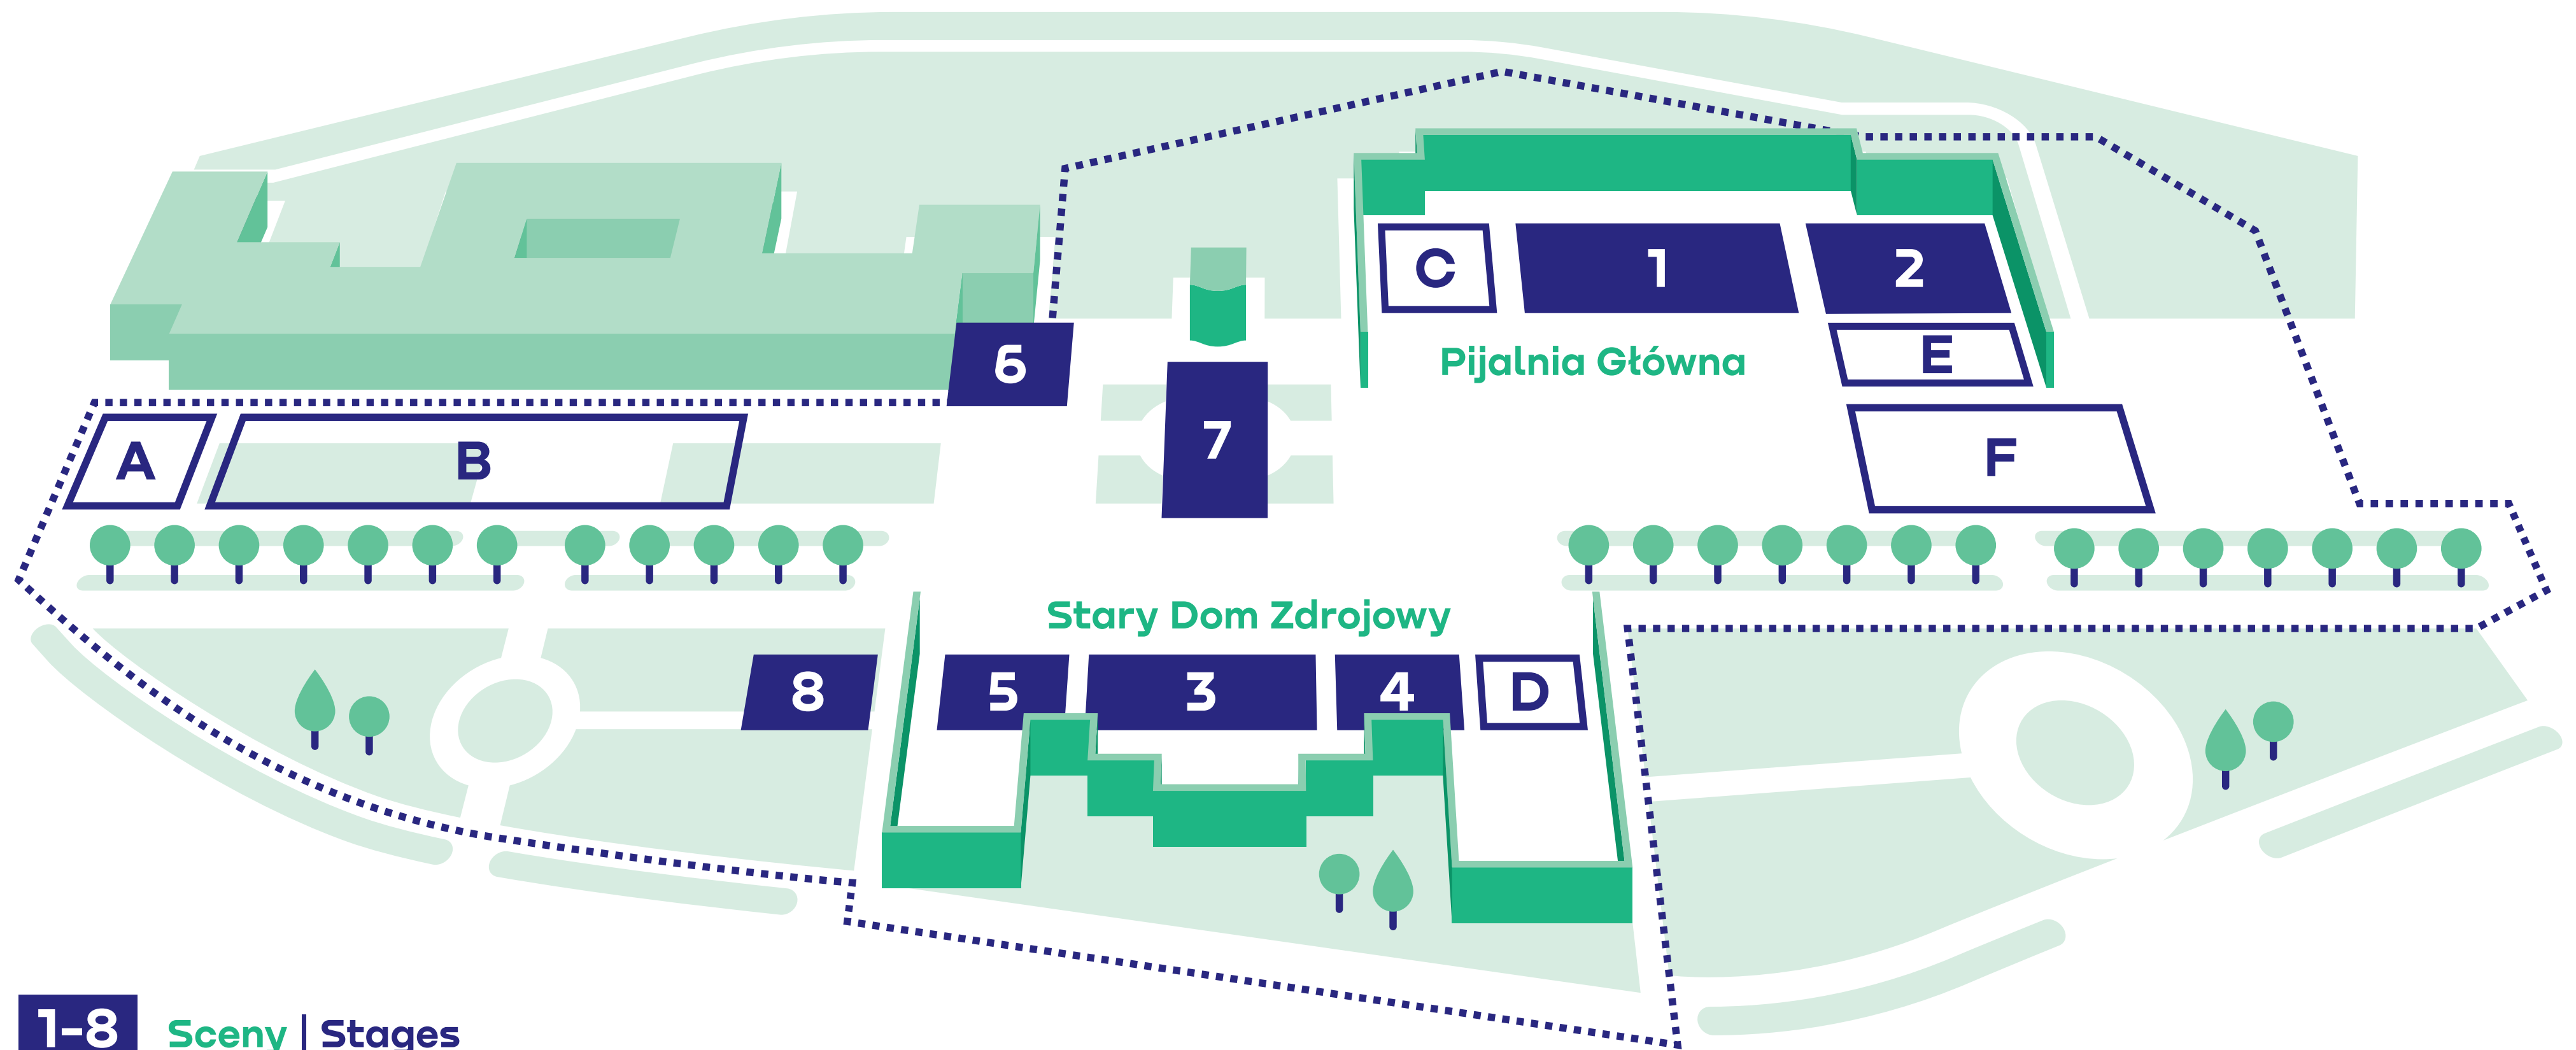 C
1
2
E
Pijalnia Główna
6
7
A
B
F
Stary Dom Zdrojowy
8
5
3
4
D
1-8
Sceny | Stages